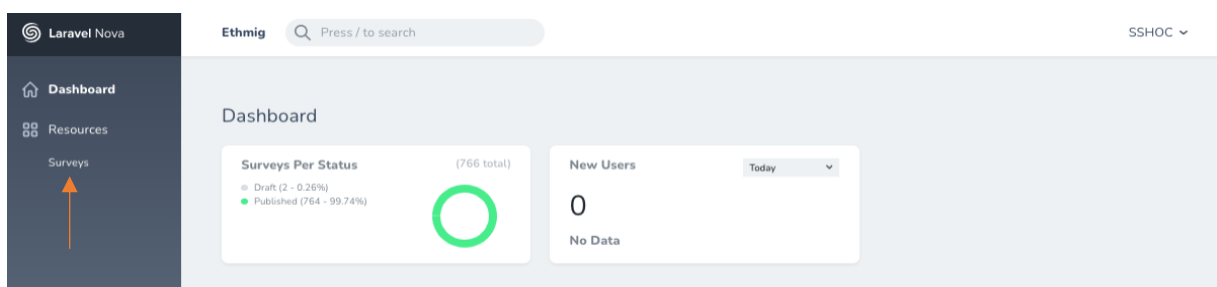 Laravel Nova
Ethmig
Press / to search
SSHOC
Dashboard
Resources
Surveys
Dashboard
Surveys Per Status
(766 total)
Draft (2 - 0.26%)
Published (764 - 99.74%)
New Users
Today
0
No Data